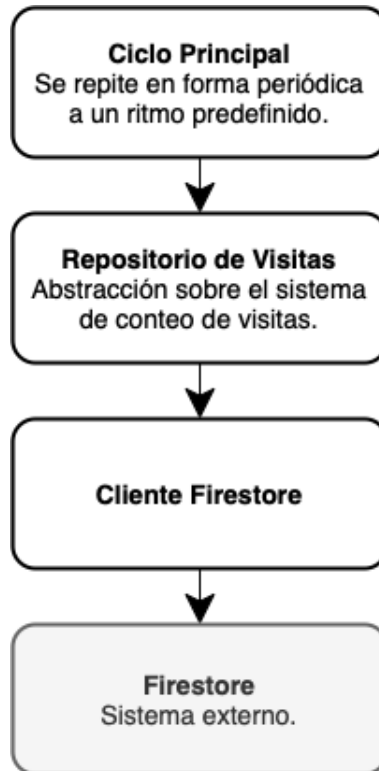 Ciclo Principal
Se repite en forma periódica
a un ritmo predefinido.
Repositorio de Visitas
Abstracción sobre el sistema
de conteo de visitas.
Cliente Firestore
Firestore
Sistema externo.